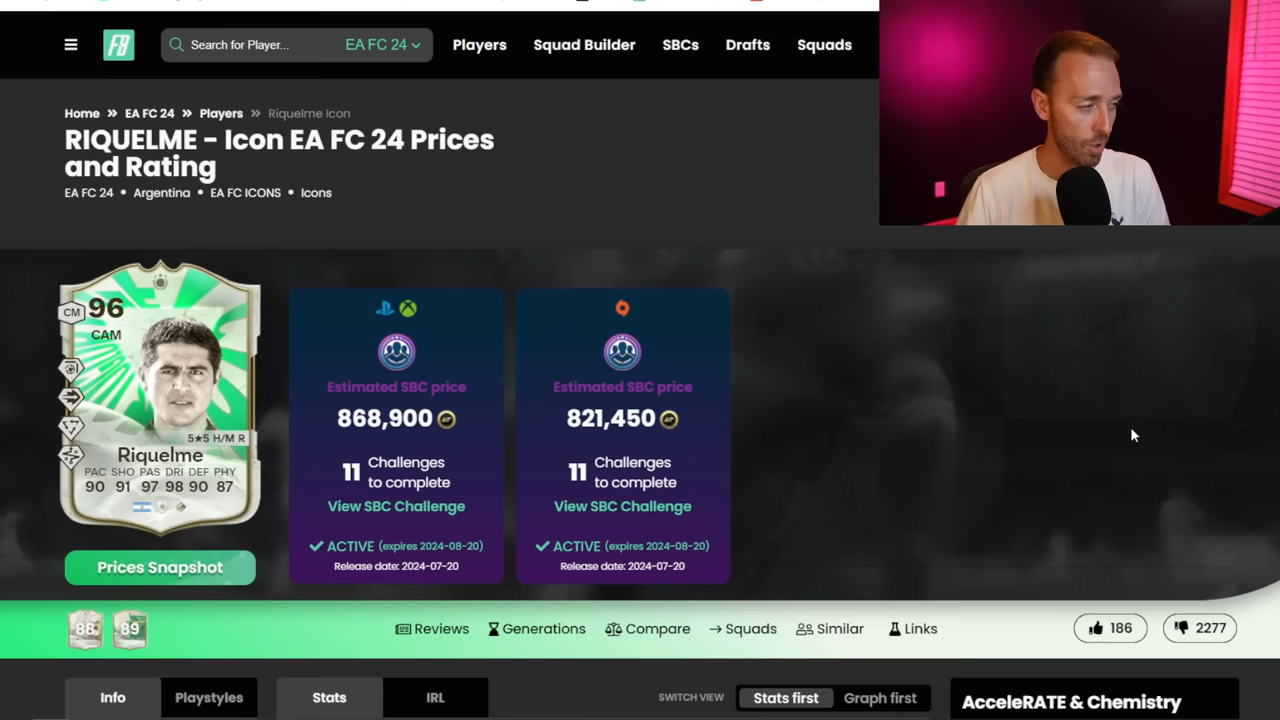 FB
Search for Player...
EA FC 24
Players
Squad Builder
SBCs
Drafts
Squads
Home » EA FC 24 » Players » Riquelme Icon
RIQUELME - Icon EA FC 24 Prices
and Rating
EA FC 24 • Argentina • EA FC ICONS • Icons
CM
96
CAM
5★5 H/M R
Riquelme
PAC SHO PAS DRI DEF PHY
90 91 97 98 90 87
Prices Snapshot
Estimated SBC price
868,900
11 Challenges
to complete
View SBC Challenge
ACTIVE (expires 2024-08-20)
Release date: 2024-07-20
Estimated SBC price
821,450
11 Challenges
to complete
View SBC Challenge
ACTIVE (expires 2024-08-20)
Release date: 2024-07-20
88
89
Reviews
Generations
Compare
→ Squads
Similar
Links
186
2277
Info
Playstyles
Stats
IRL
SWITCH VIEW
Stats first
Graph first
AcceleRATE & Chemistry